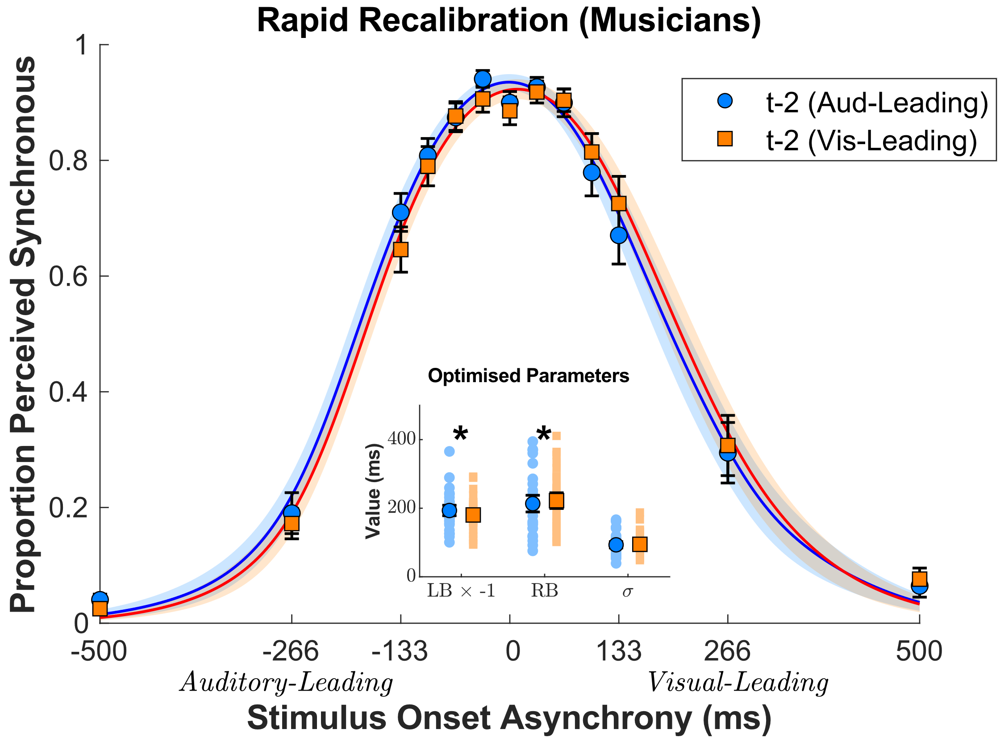 Rapid Recalibration (Musicians)
Proportion Perceived Synchronous
1
0.8
0.6
0.4
0.2
0
t-2 (Aud-Leading)
t-2 (Vis-Leading)
Optimised Parameters
Value (ms)
400
200
0
* *
LB × -1 RB σ
-500 -266 -133 0 133 266 500
Auditory-Leading Visual-Leading
Stimulus Onset Asynchrony (ms)